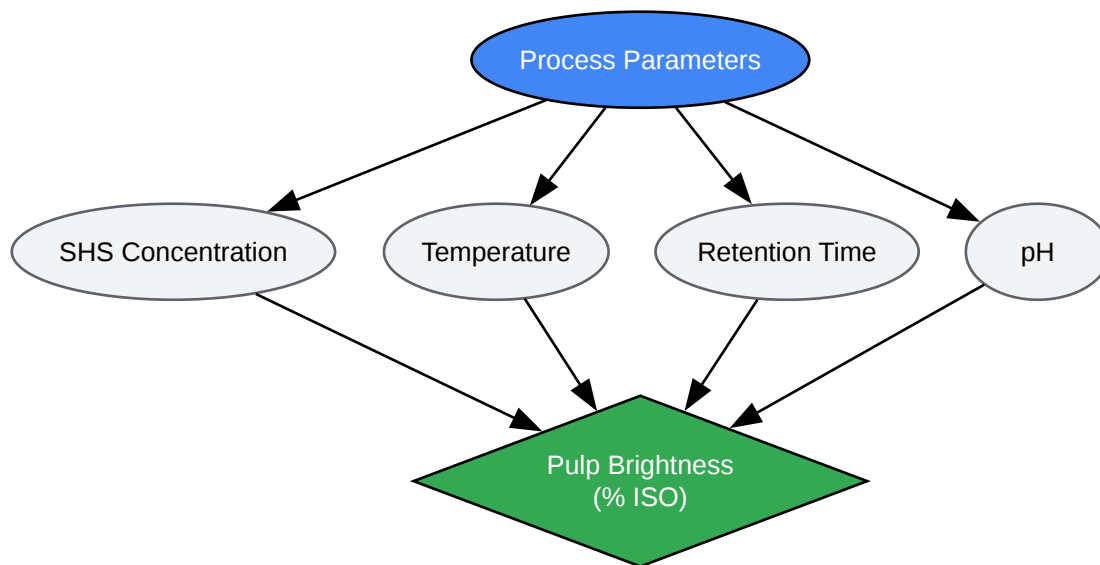 Process Parameters
SHS Concentration
Temperature
Retention Time
pH
Pulp Brightness
(% ISO)